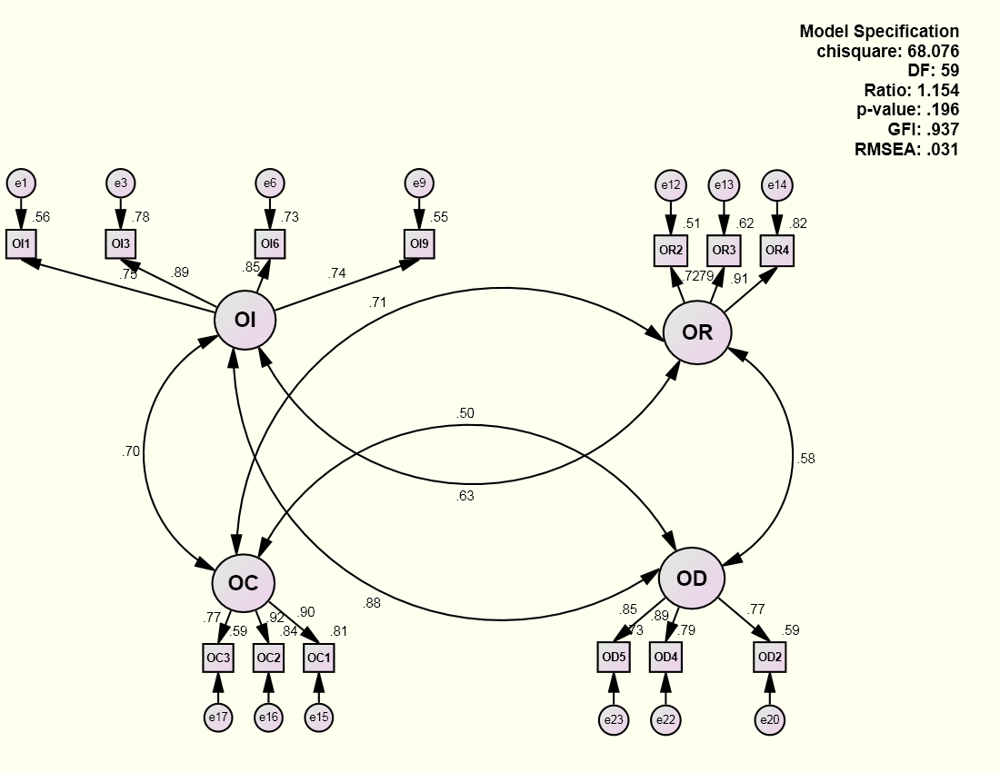 Model Specification
chisquare: 68.076
DF: 59
Ratio: 1.154
p-value: .196
GFI: .937
RMSEA: .031
e1 e3 e6 e9 e12 e13 e14
.56 .78 .73 .55 .51 .62 .82
OI1 OI3 OI6 OI9 OR2 OR3 OR4
.75 .89 .85 .74 .72 .79 .91
.71
OI OR
.50
.70 .58
.63
OC OD
.88
.77 .92 .90 .85 .89 .77
.59 .84 .81 .73 .79 .59
OC3 OC2 OC1 OD5 OD4 OD2
e17 e16 e15 e23 e22 e20